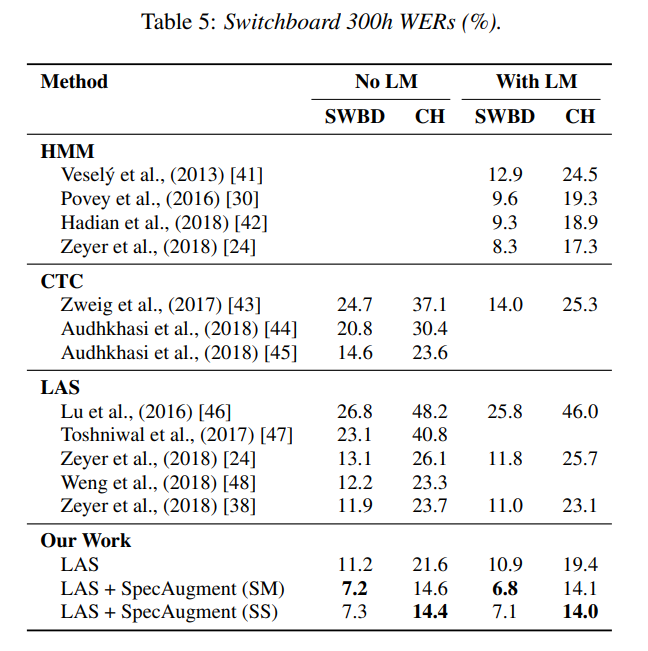 Table 5: Switchboard 300h WERs (%).
Method No LM With LM
SWBD CH SWBD CH
HMM
Veselý et al., (2013) [41] 12.9 24.5
Povey et al., (2016) [30] 9.6 19.3
Hadian et al., (2018) [42] 9.3 18.9
Zeyer et al., (2018) [24] 8.3 17.3
CTC
Zweig et al., (2017) [43] 24.7 37.1 14.0 25.3
Audhkhasi et al., (2018) [44] 20.8 30.4
Audhkhasi et al., (2018) [45] 14.6 23.6
LAS
Lu et al., (2016) [46] 26.8 48.2 25.8 46.0
Toshniwal et al., (2017) [47] 23.1 40.8
Zeyer et al., (2018) [24] 13.1 26.1 11.8 25.7
Weng et al., (2018) [48] 12.2 23.3
Zeyer et al., (2018) [38] 11.9 23.7 11.0 23.1
Our Work
LAS 11.2 21.6 10.9 19.4
LAS + SpecAugment (SM) 7.2 14.6 6.8 14.1
LAS + SpecAugment (SS) 7.3 14.4 7.1 14.0